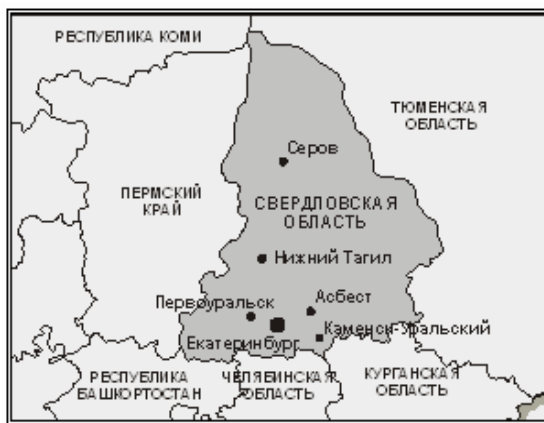 РЕСПУБЛИКА КОМИ
ТЮМЕНСКАЯ
ОБЛАСТЬ
Серов
ПЕРМСКИЙ
КРАЙ
СВЕРДЛОВСКАЯ
ОБЛАСТЬ
Нижний Тагил
Первоуральск
Асбест
Каменск-Уральский
Екатеринбург
РЕСПУБЛИКА
БАШКОРТОСТАН
ЧЕЛЯБИНСКАЯ
ОБЛАСТЬ
КУРГАНСКАЯ
ОБЛАСТЬ